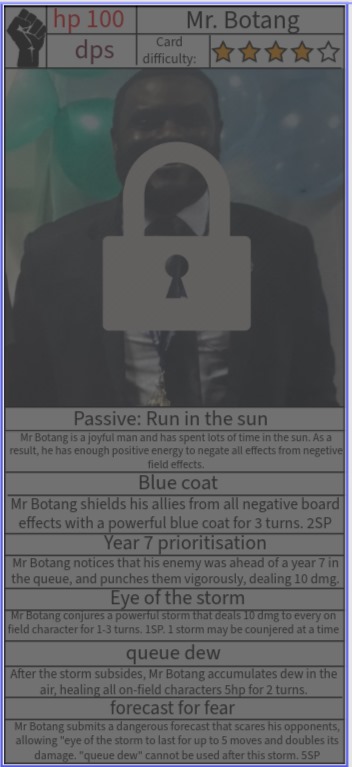 hp 100
Mr. Botang
dps
Card
difficulty:
Passive: Run in the sun
Mr Botang is a joyful man and has spent lots of time in the sun. As a
result, he has enough positive energy to negate all effects from negetive
field effects.
Blue coat
Mr Botang shields his allies from all negative board
effects with a powerful blue coat for 3 turns. 2SP
Year 7 prioritisation
Mr Botang notices that his enemy was ahead of a year 7 in
the queue, and punches them vigorously, dealing 10 dmg.
Eye of the storm
Mr Botang conjures a powerful storm that deals 10 dmg to every on
field character for 1-3 turns. 1SP. 1 storm may be counjered at a time
queue dew
After the storm subsides, Mr Botang accumulates dew in the
air, healing all on-field characters 5hp for 2 turns.
forecast for fear
Mr Botang submits a dangerous forecast that scares his opponents,
allowing "eye of the storm to last for up to 5 moves and doubles its
damage. "queue dew" cannot be used after this storm. 5SP